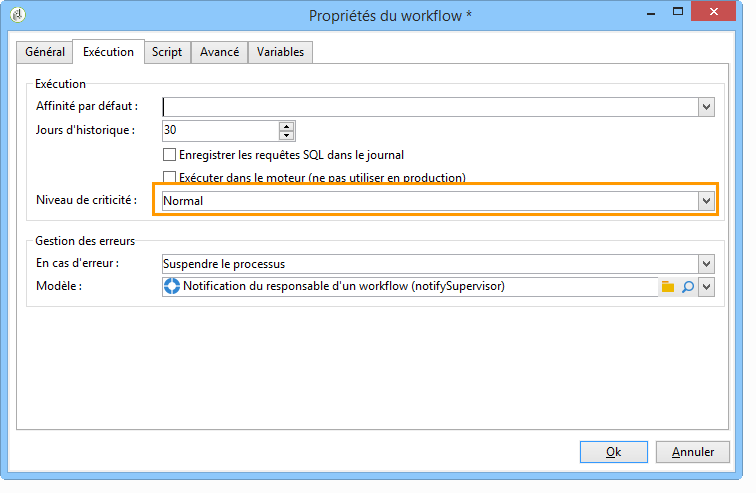 Propriétés du workflow *
Général Exécution Script Avancé Variables
Exécution
Affinité par défaut :
Jours d'historique : 30
Enregistrer les requêtes SQL dans le journal
Exécuter dans le moteur (ne pas utiliser en production)
Niveau de criticité : Normal
Gestion des erreurs
En cas d'erreur : Suspendre le processus
Modèle : Notification du responsable d'un workflow (notifySupervisor)
Ok Annuler